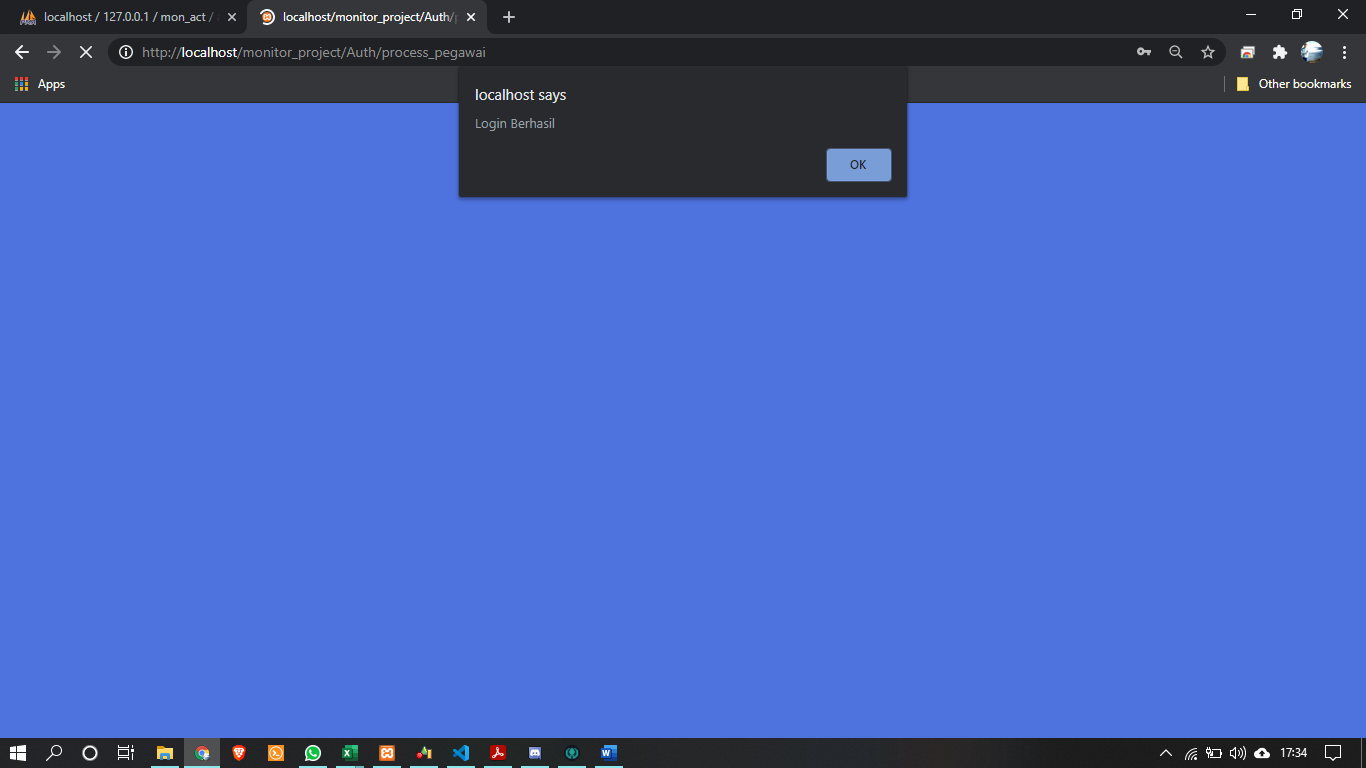 localhost / 127.0.0.1 / mon_act /
localhost/monitor_project/Auth/p
http://localhost/monitor_project/Auth/process_pegawai
Apps
Other bookmarks
localhost says
Login Berhasil
OK
17:34